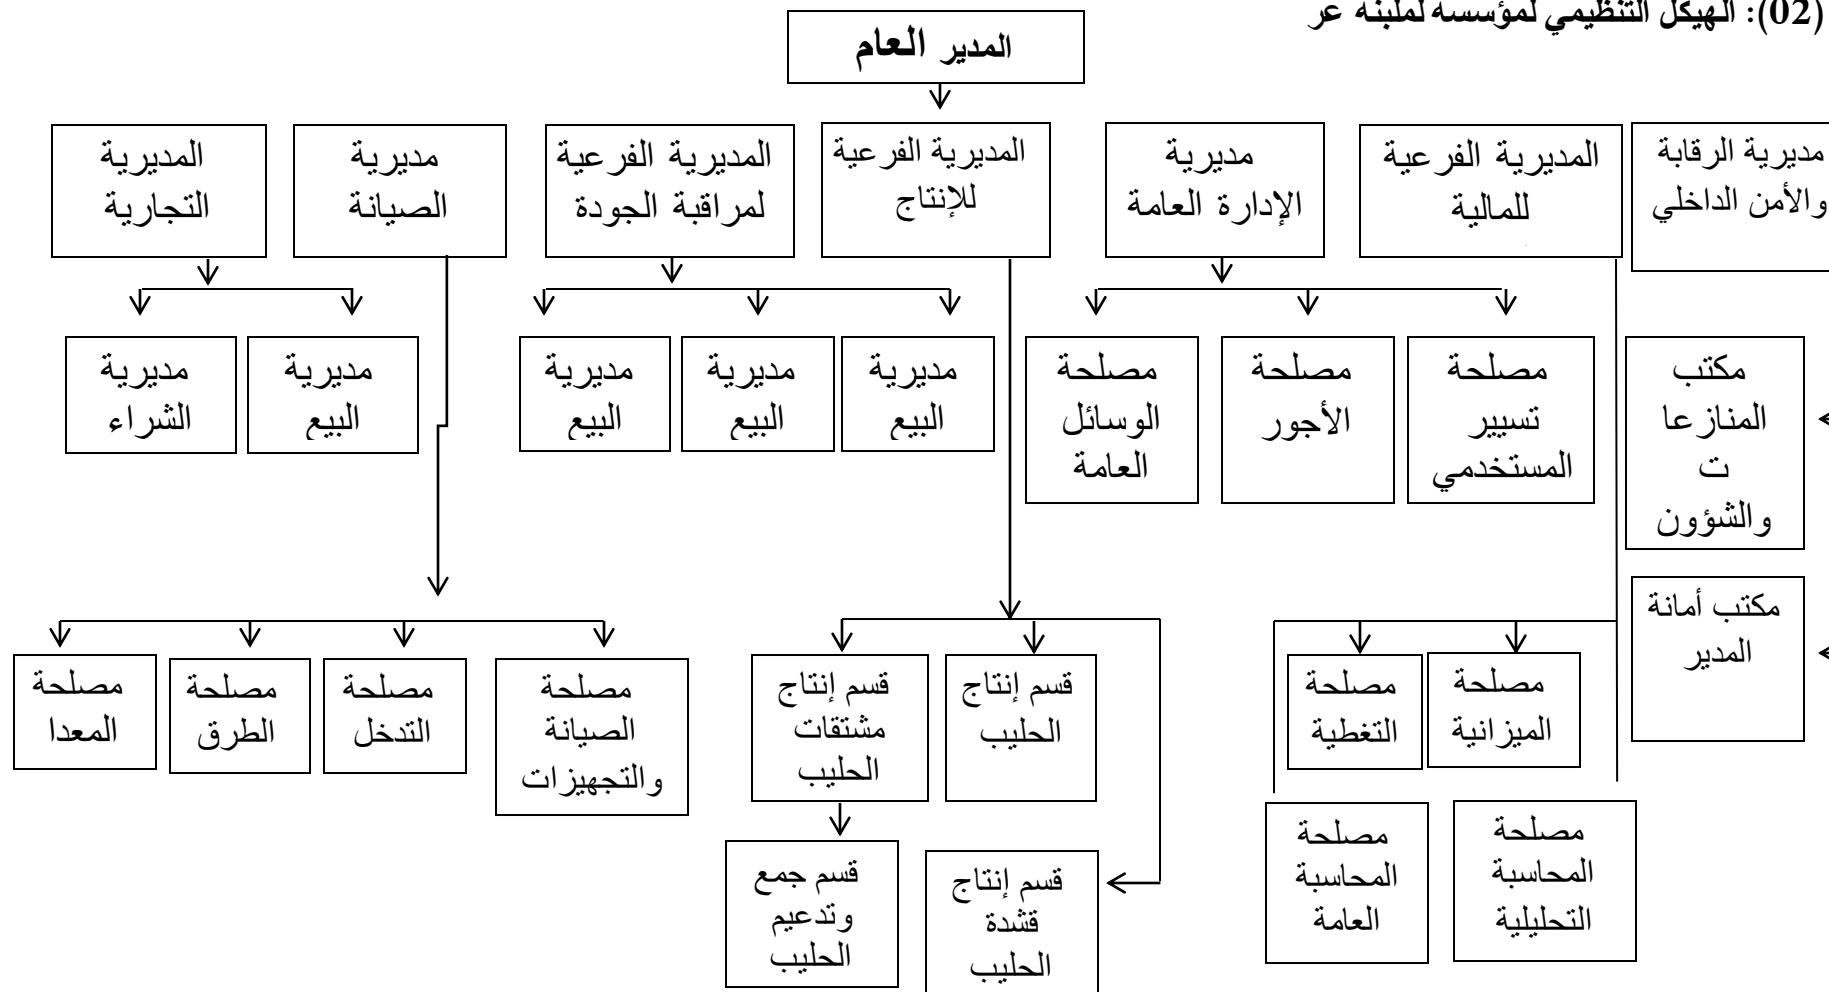 (02): الهيكل التنظيمي لمؤسسة لملبنة عر
المدير العام
مديرية الرقابة
والأمن الداخلي
المديرية الفرعية
للمالية
مديرية
الإدارة العامة
المديرية الفرعية
للإنتاج
المديرية الفرعية
لمراقبة الجودة
مديرية
الصيانة
المديرية
التجارية
مكتب
المنازعا
ت
والشؤون
مصلحة
تسيير
المستخدمي
مصلحة
الأجور
مصلحة
الوسائل
العامة
مديرية
البيع
مديرية
البيع
مديرية
البيع
مديرية
البيع
مديرية
الشراء
مكتب أمانة
المدير
مصلحة
الميزانية
مصلحة
التغطية
قسم إنتاج
الحليب
قسم إنتاج
مشتقات
الحليب
مصلحة
الصيانة
والتجهيزات
مصلحة
التدخل
مصلحة
الطرق
مصلحة
المعدا
مصلحة
المحاسبة
التحليلية
مصلحة
المحاسبة
العامة
قسم إنتاج
قشدة
الحليب
قسم جمع
وتدعيم
الحليب